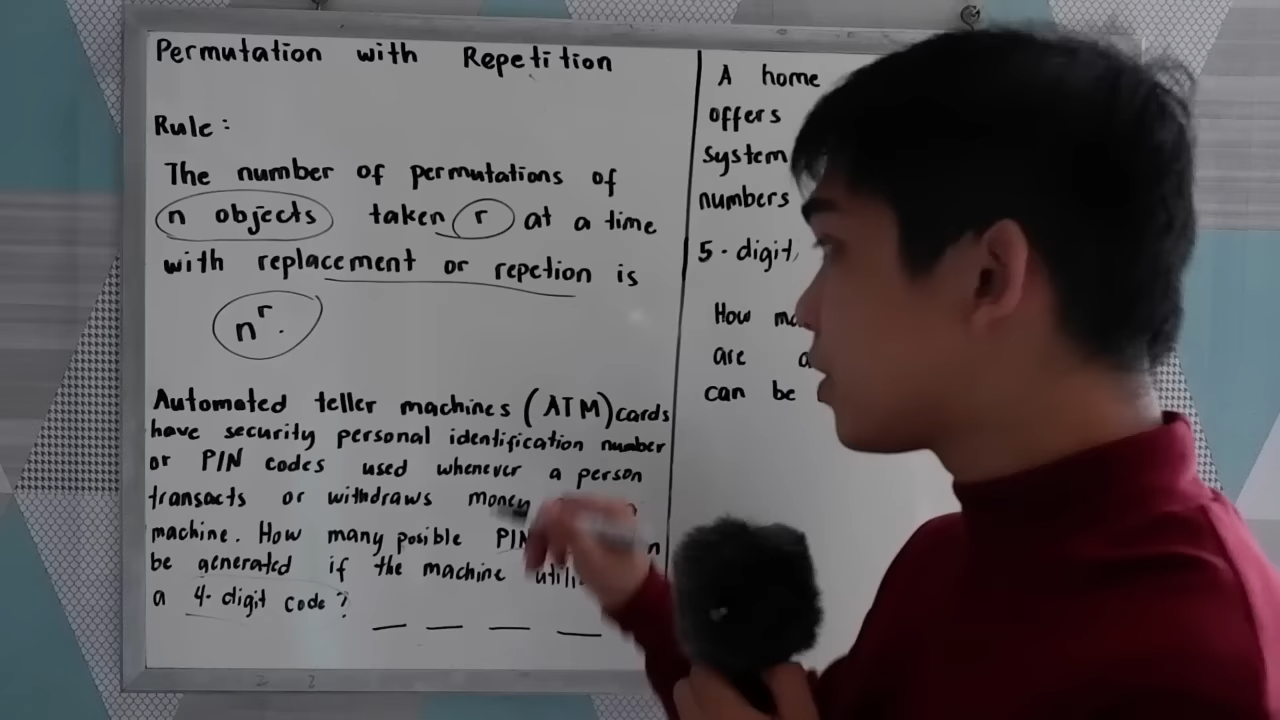 Permutation with Repetition
Rule:
The number of permutations of
n objects taken r at a time
with replacement or repetion is
n^r.
Automated teller machines (ATM) cards
have security personal identification number
or PIN codes used whenever a person
transacts or withdraws money
machine. How many posible PIN
be generated if the machine
a 4-digit code?
A home
offers
system
numbers
5-digit,
How
are
can be